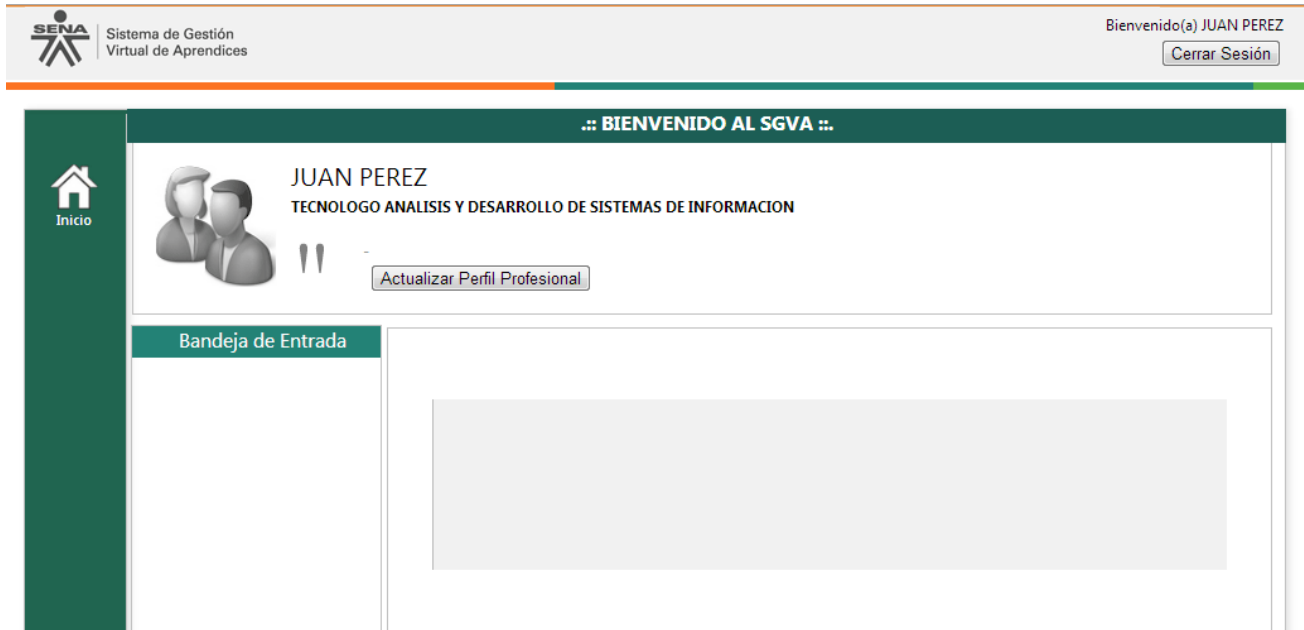 SENA
Sistema de Gestión
Virtual de Aprendices
Bienvenido(a) JUAN PEREZ
Cerrar Sesión
.:: BIENVENIDO AL SGVA ::.
Inicio
JUAN PEREZ
TECNOLOGO ANALISIS Y DESARROLLO DE SISTEMAS DE INFORMACION
" -
Actualizar Perfil Profesional
Bandeja de Entrada